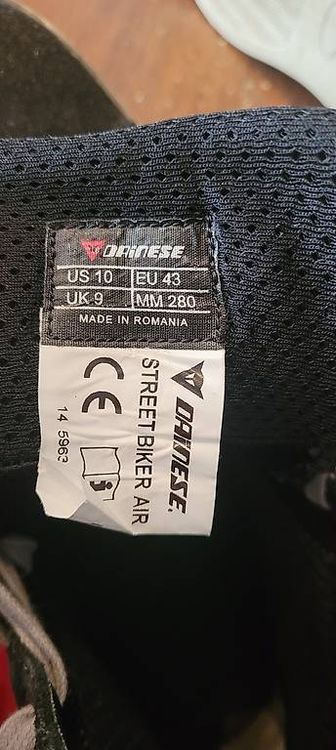 DAINESE
US 10 EU 43
UK 9 MM 280
MADE IN ROMANIA
DAINESE.
STREET BIKER AIR
CE
14 5963